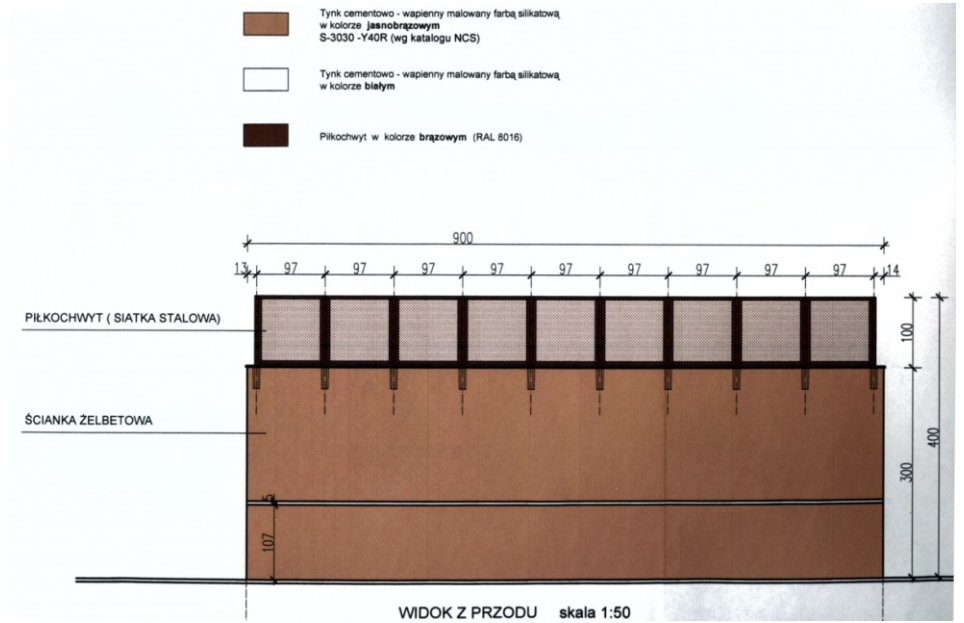 Tynk cementowo - wapienny malowany farbą silikatową
w kolorze jasnobrązowym
S-3030 -Y40R (wg katalogu NCS)
Tynk cementowo - wapienny malowany farbą silikatową
w kolorze białym
Piłkochwyt w kolorze brązowym (RAL 8016)
900
13 97 97 97 97 97 97 97 97 97 14
PIŁKOCHWYT ( SIATKA STALOWA)
100
ŚCIANKA ŻELBETOWA
400
300
5
107
WIDOK Z PRZODU skala 1:50